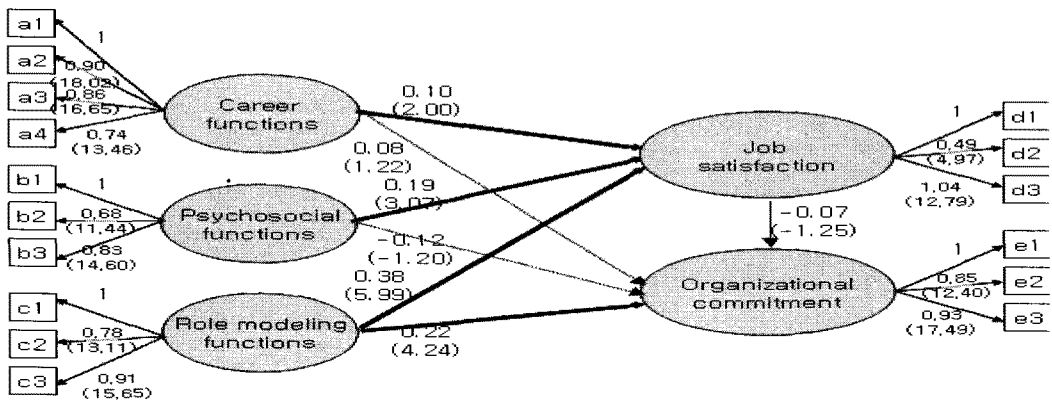 a1
1
a2
0.90
(18.02)
a3
0.86
(16.65)
a4
0.74
(13.46)
Career
functions
0.10
(2.00)
0.08
(1.22)
b1
1
b2
0.68
(11.44)
b3
0.83
(14.60)
Psychosocial
functions
0.19
(3.07)
-0.12
(-1.20)
c1
1
c2
0.78
(13.11)
c3
0.91
(15.65)
Role modeling
functions
0.38
(5.99)
0.22
(4.24)
Job
satisfaction
1
d1
0.49
(4.97)
d2
1.04
(12.79)
d3
-0.07
(-1.25)
Organizational
commitment
1
e1
0.85
(12.40)
e2
0.93
(17.49)
e3